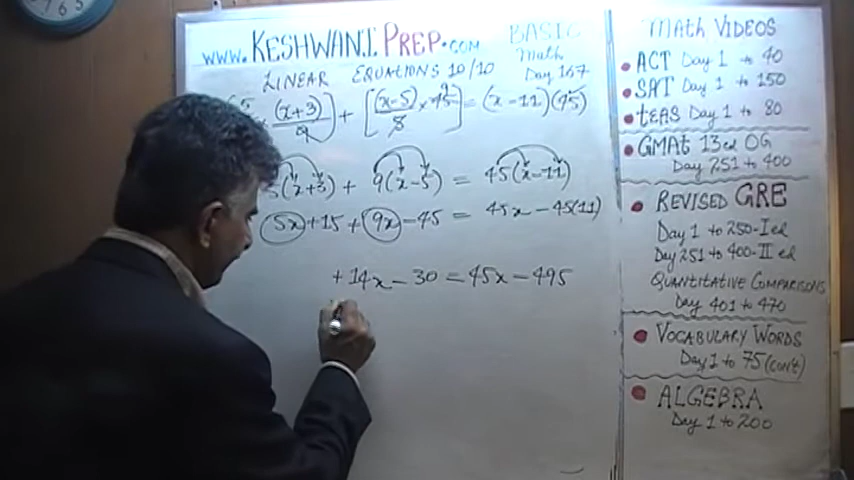 www. KESHWANI PREP.com
BASIC
Math
Day 167
LINEAR EQUATIONS 10/10
(x+3)/9] + [(x-5)/5 × 45] = (x-11)(45)
5(x+3) + 9(x-5) = 45(x-11)
5x+15+9x-45 = 45x-45(11)
+14x-30=45x-495
MATH VIDEOS
• ACT Day 1 to 40
• SAT Day 1 to 150
• tEAS Day 1 to 80
• GMAt 13ed OG
Day 251 to 400
• REVISED GRE
Day 1 to 250-I ed
Day 251 to 400-II ed
QUANTITATIVE COMPARISONS
Day 401 to 470
• VOCABULARY WORDS
Day 1 to 75 (con't)
• ALGEBRA
Day 1 to 200